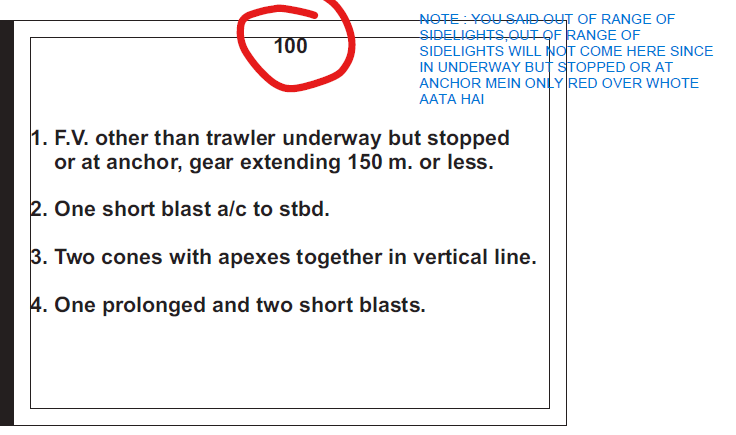 100
NOTE : YOU SAID OUT OF RANGE OF
SIDELIGHTS,OUT OF RANGE OF
SIDELIGHTS WILL NOT COME HERE SINCE
IN UNDERWAY BUT STOPPED OR AT
ANCHOR MEIN ONLY RED OVER WHOTE
AATA HAI
1. F.V. other than trawler underway but stopped
or at anchor, gear extending 150 m. or less.
2. One short blast a/c to stbd.
3. Two cones with apexes together in vertical line.
4. One prolonged and two short blasts.